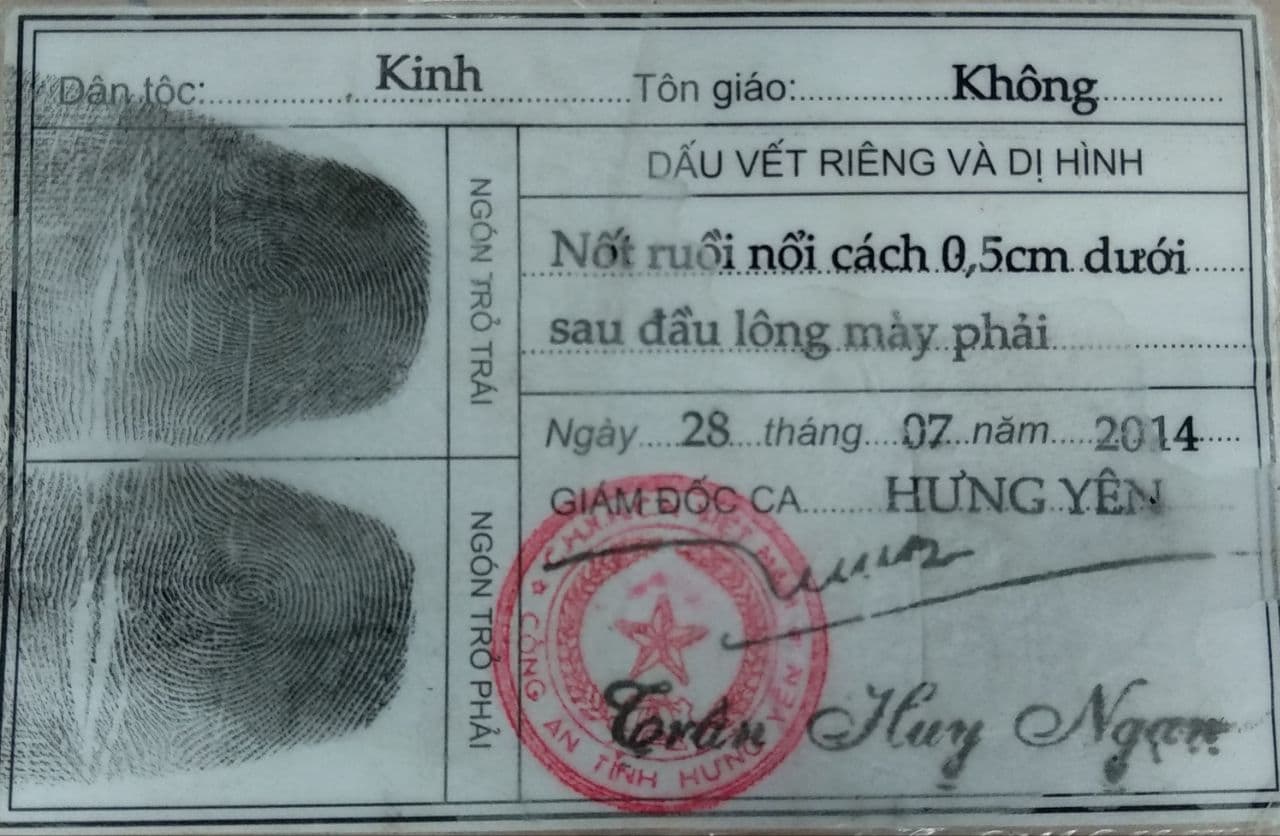 Dân tộc: Kinh Tôn giáo: Không
NGÓN TRỎ TRÁI
DẤU VẾT RIÊNG VÀ DỊ HÌNH
Nốt ruồi nổi cách 0,5cm dưới
sau đầu lông mày phải
NGÓN TRỎ PHẢI
Ngày 28 tháng 07 năm 2014
GIÁM ĐỐC CA HƯNG YÊN
CÔNG AN TỈNH HƯNG YÊN
Trần Huy Ngạn